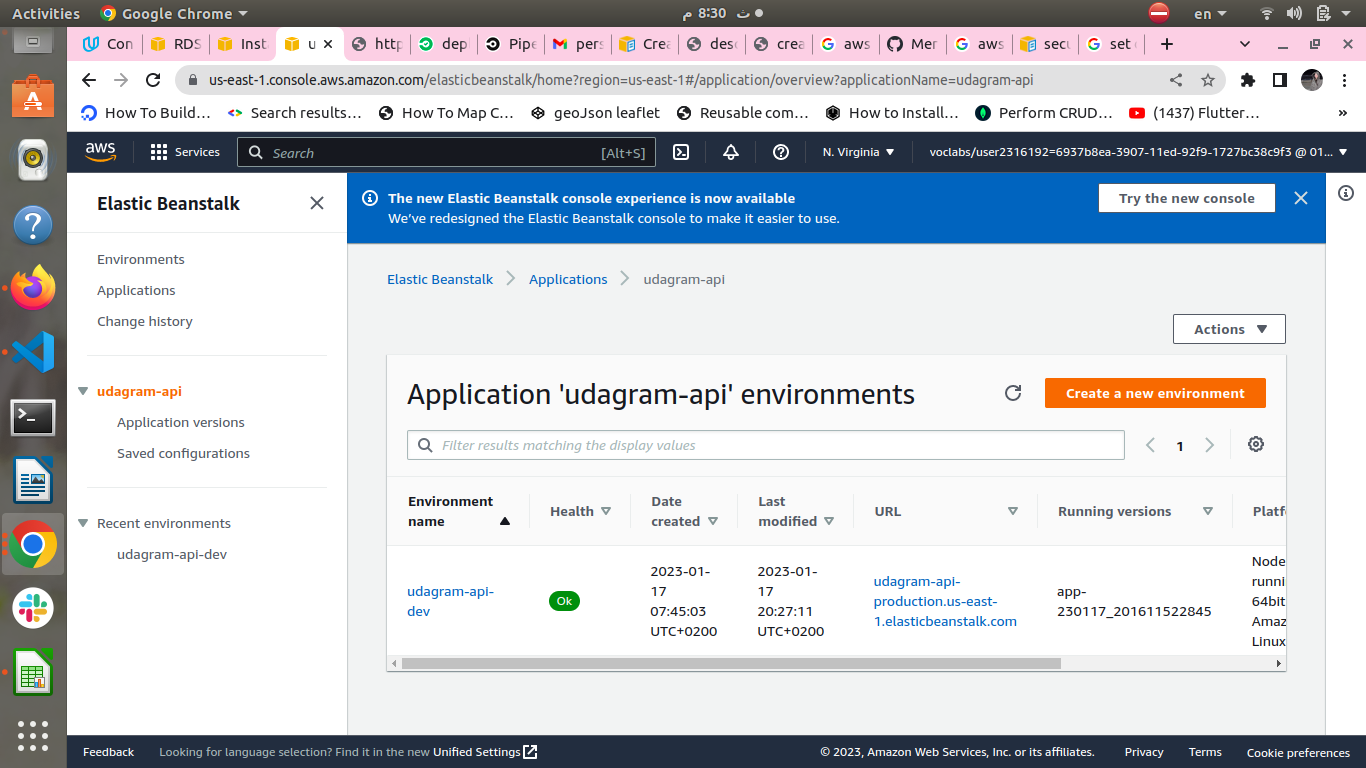 Activities
Google Chrome
8:30 م
ث
en
Con
RDS
Inst
u
http
dep
Pipe
pers
Crea
desc
crea
aws
Mer
aws
secu
set
us-east-1.console.aws.amazon.com/elasticbeanstalk/home?region=us-east-1#/application/overview?applicationName=udagram-api
How To Build…
Search results…
How To Map C…
geoJson leaflet
Reusable com…
How to Install…
Perform CRUD…
(1437) Flutter…
»
aws
Services
Search
[Alt+S]
N. Virginia
voclabs/user2316192=6937b8ea-3907-11ed-92f9-1727bc38c9f3 @ 01...
Elastic Beanstalk
The new Elastic Beanstalk console experience is now available
We've redesigned the Elastic Beanstalk console to make it easier to use.
Try the new console
Environments
Applications
Change history
udagram-api
Application versions
Saved configurations
Recent environments
udagram-api-dev
Elastic Beanstalk
Applications
udagram-api
Actions
Application 'udagram-api' environments
Create a new environment
Filter results matching the display values
1
Environment
name
Health
Date
created
Last
modified
URL
Running versions
Platf
udagram-api-
dev
Ok
2023-01-
17
07:45:03
UTC+0200
2023-01-
17
20:27:11
UTC+0200
udagram-api-
production.us-east-
1.elasticbeanstalk.com
app-
230117_201611522845
Node
runni
64bit
Amaz
Linux
Feedback
Looking for language selection? Find it in the new Unified Settings
© 2023, Amazon Web Services, Inc. or its affiliates.
Privacy
Terms
Cookie preferences